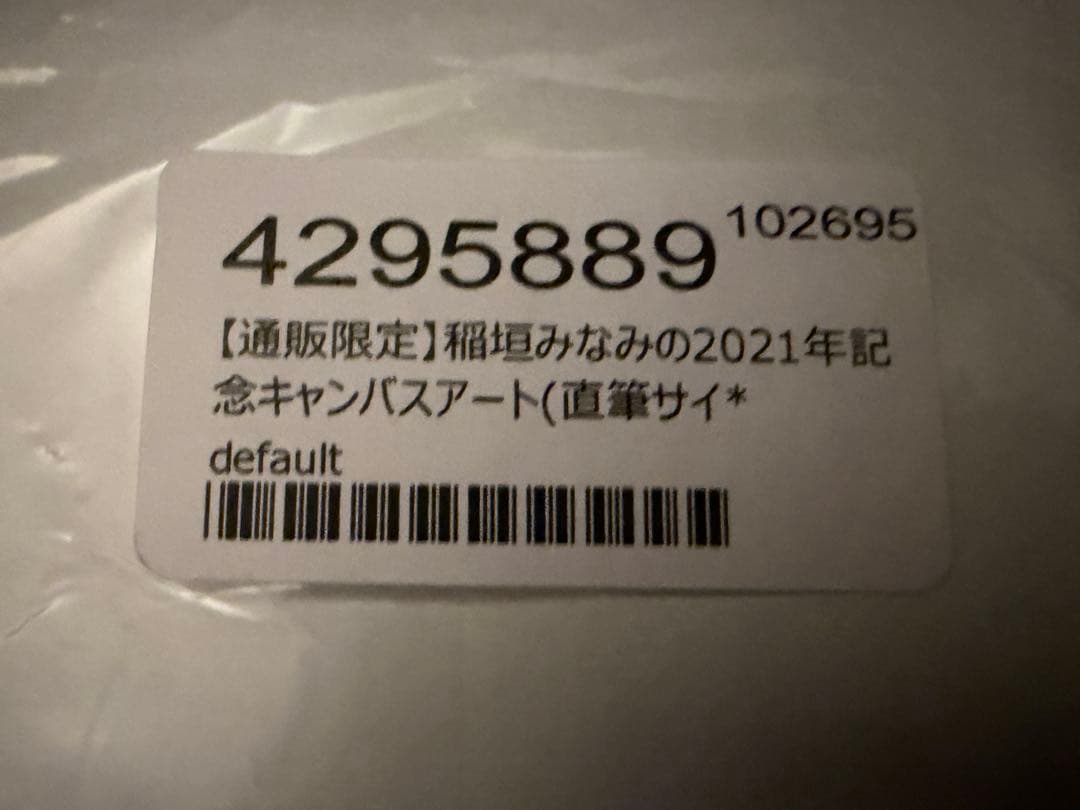 4295889 102695
【通販限定】稲垣みなみの2021年記
念キャンバスアート(直筆サイ*
default